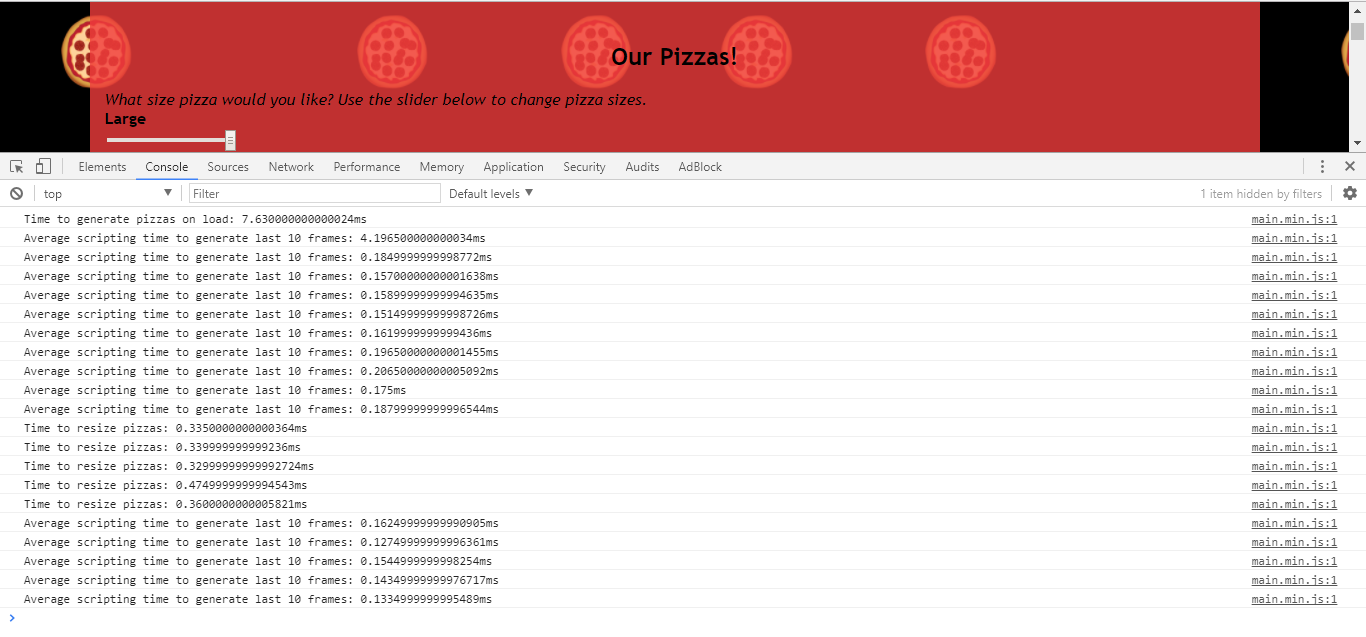 Our Pizzas!
What size pizza would you like? Use the slider below to change pizza sizes.
Large
Elements Console Sources Network Performance Memory Application Security Audits AdBlock
top Filter Default levels 1 item hidden by filters
Time to generate pizzas on load: 7.630000000000024ms main.min.js:1
Average scripting time to generate last 10 frames: 4.196500000000034ms main.min.js:1
Average scripting time to generate last 10 frames: 0.1849999999998772ms main.min.js:1
Average scripting time to generate last 10 frames: 0.15700000000001638ms main.min.js:1
Average scripting time to generate last 10 frames: 0.15899999999994635ms main.min.js:1
Average scripting time to generate last 10 frames: 0.15149999999998726ms main.min.js:1
Average scripting time to generate last 10 frames: 0.1619999999999436ms main.min.js:1
Average scripting time to generate last 10 frames: 0.19650000000001455ms main.min.js:1
Average scripting time to generate last 10 frames: 0.20650000000005092ms main.min.js:1
Average scripting time to generate last 10 frames: 0.175ms main.min.js:1
Average scripting time to generate last 10 frames: 0.18799999999996544ms main.min.js:1
Time to resize pizzas: 0.3350000000000364ms main.min.js:1
Time to resize pizzas: 0.339999999999236ms main.min.js:1
Time to resize pizzas: 0.32999999999992724ms main.min.js:1
Time to resize pizzas: 0.4749999999994543ms main.min.js:1
Time to resize pizzas: 0.3600000000005821ms main.min.js:1
Average scripting time to generate last 10 frames: 0.16249999999990905ms main.min.js:1
Average scripting time to generate last 10 frames: 0.12749999999996361ms main.min.js:1
Average scripting time to generate last 10 frames: 0.1544999999998254ms main.min.js:1
Average scripting time to generate last 10 frames: 0.14349999999976717ms main.min.js:1
Average scripting time to generate last 10 frames: 0.1334999999995489ms main.min.js:1